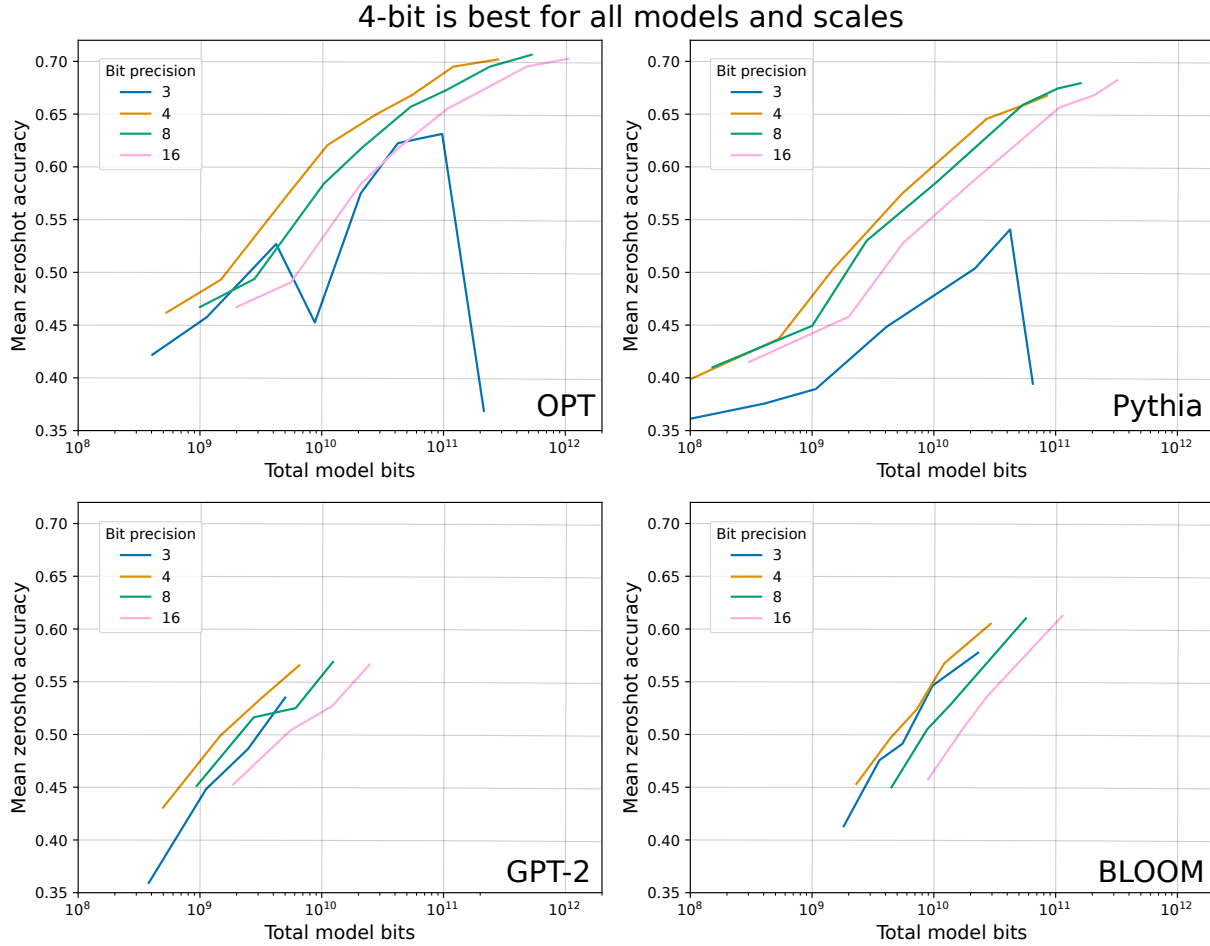 4-bit is best for all models and scales
Mean zeroshot accuracy
0.70
0.65
0.60
0.55
0.50
0.45
0.40
0.35
Bit precision
3
4
8
16
OPT
10⁸ 10⁹ 10¹⁰ 10¹¹ 10¹²
Total model bits
Mean zeroshot accuracy
0.70
0.65
0.60
0.55
0.50
0.45
0.40
0.35
Bit precision
3
4
8
16
Pythia
10⁸ 10⁹ 10¹⁰ 10¹¹ 10¹²
Total model bits
Mean zeroshot accuracy
0.70
0.65
0.60
0.55
0.50
0.45
0.40
0.35
Bit precision
3
4
8
16
GPT-2
10⁸ 10⁹ 10¹⁰ 10¹¹ 10¹²
Total model bits
Mean zeroshot accuracy
0.70
0.65
0.60
0.55
0.50
0.45
0.40
0.35
Bit precision
3
4
8
16
BLOOM
10⁸ 10⁹ 10¹⁰ 10¹¹ 10¹²
Total model bits